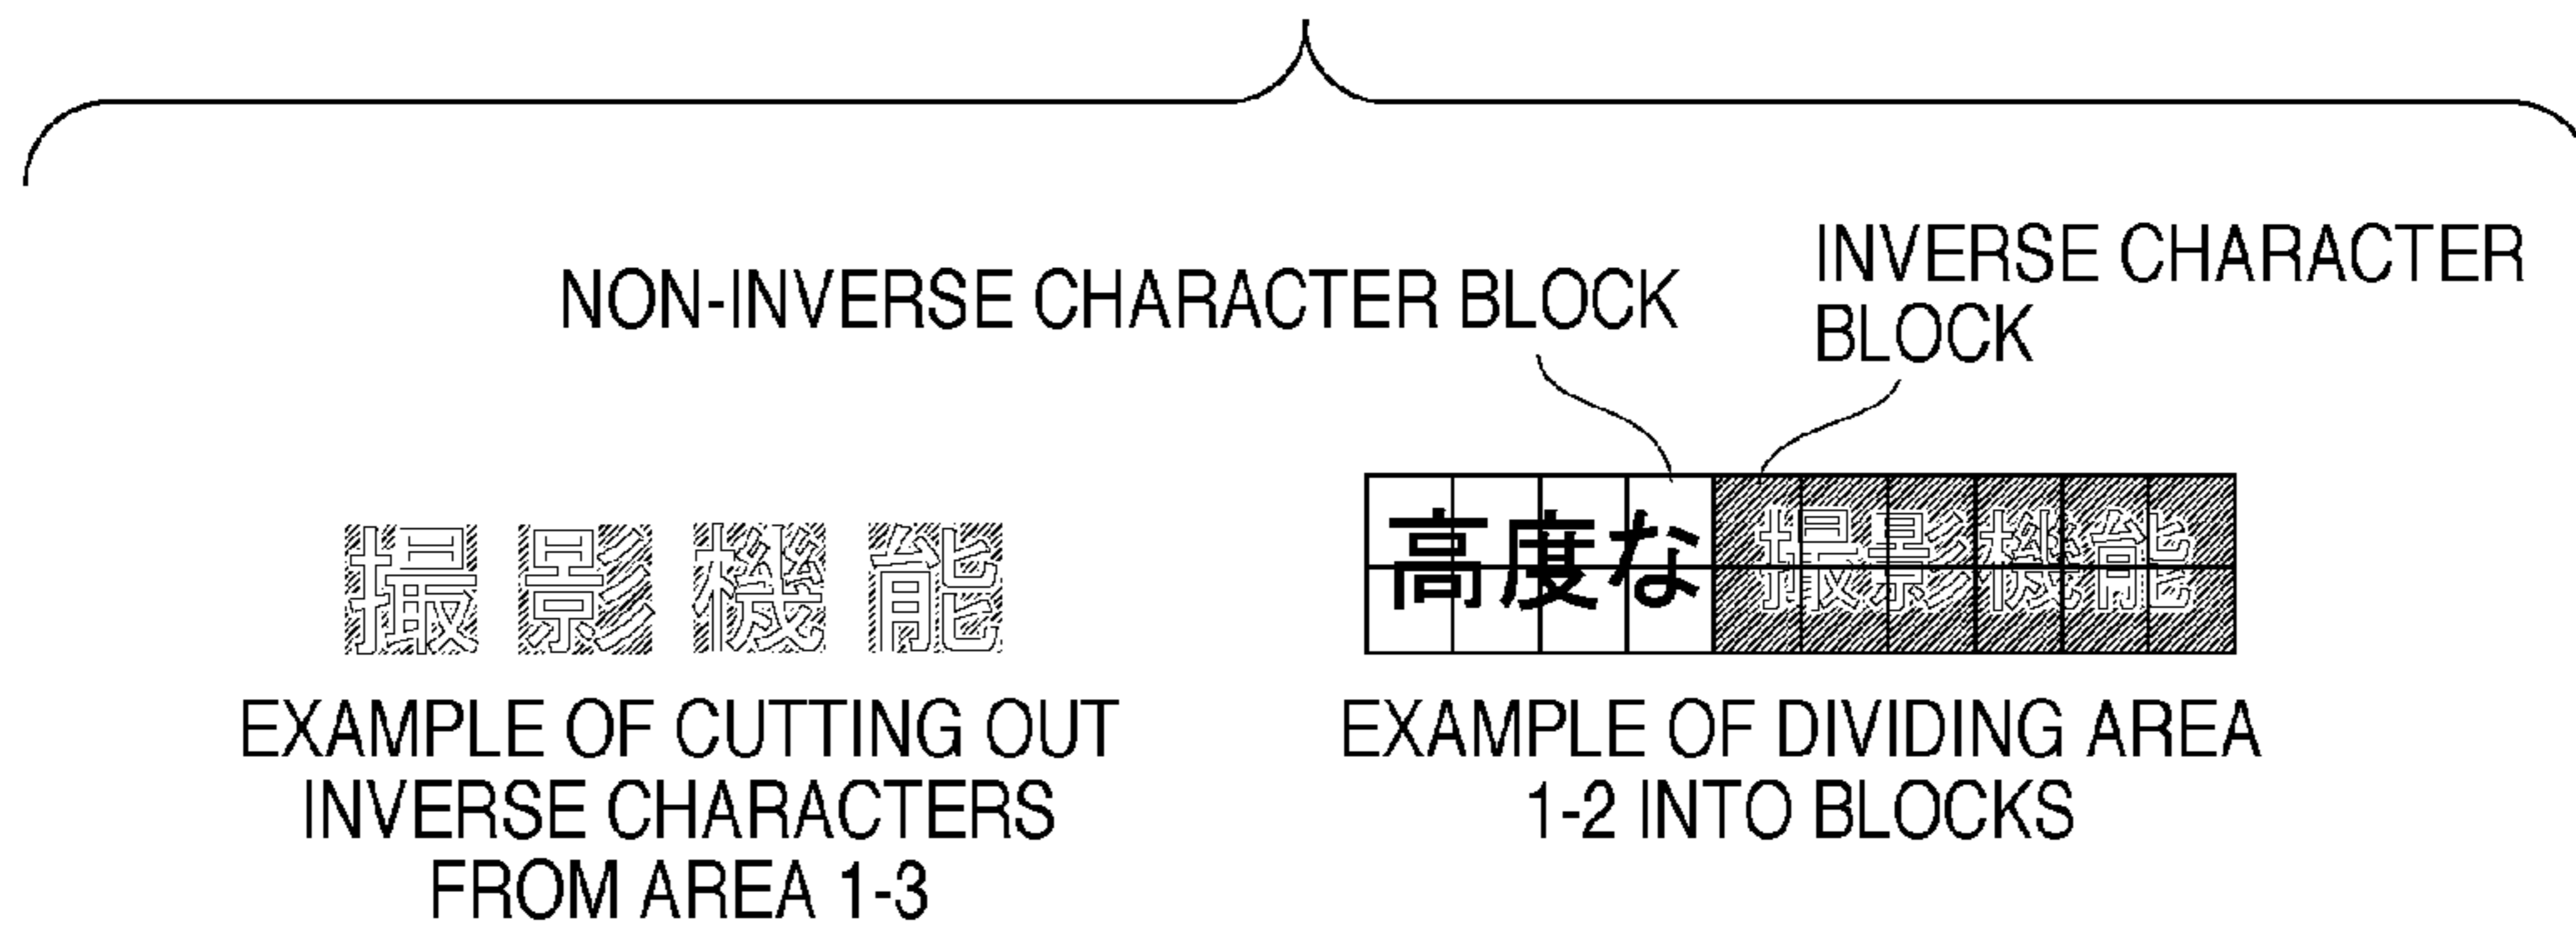 NON-INVERSE CHARACTER BLOCK
INVERSE CHARACTER
BLOCK
撮影機能
高度な撮影機能
EXAMPLE OF CUTTING OUT
INVERSE CHARACTERS
FROM AREA 1-3
EXAMPLE OF DIVIDING AREA
1-2 INTO BLOCKS